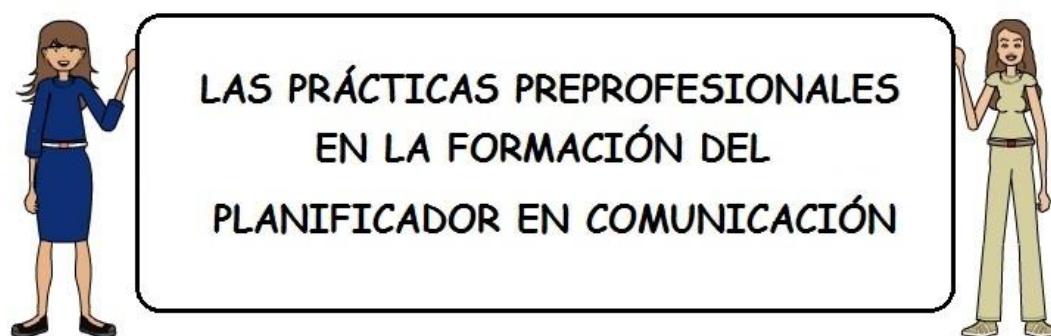 LAS PRÁCTICAS PREPROFESIONALES
EN LA FORMACIÓN DEL
PLANIFICADOR EN COMUNICACIÓN